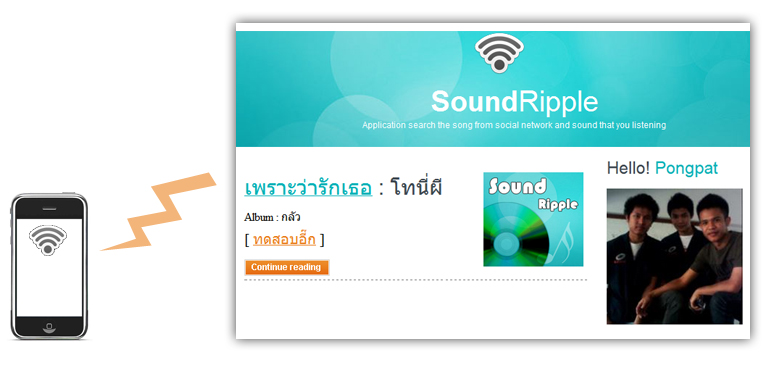 SoundRipple
Application search the song from social network and sound that you listening
เพราะว่ารักเธอ : โทนี่ผี
Album : กลัว
[ ทดสอบอีก ]
Continue reading
Sound
Ripple
Hello! Pongpat